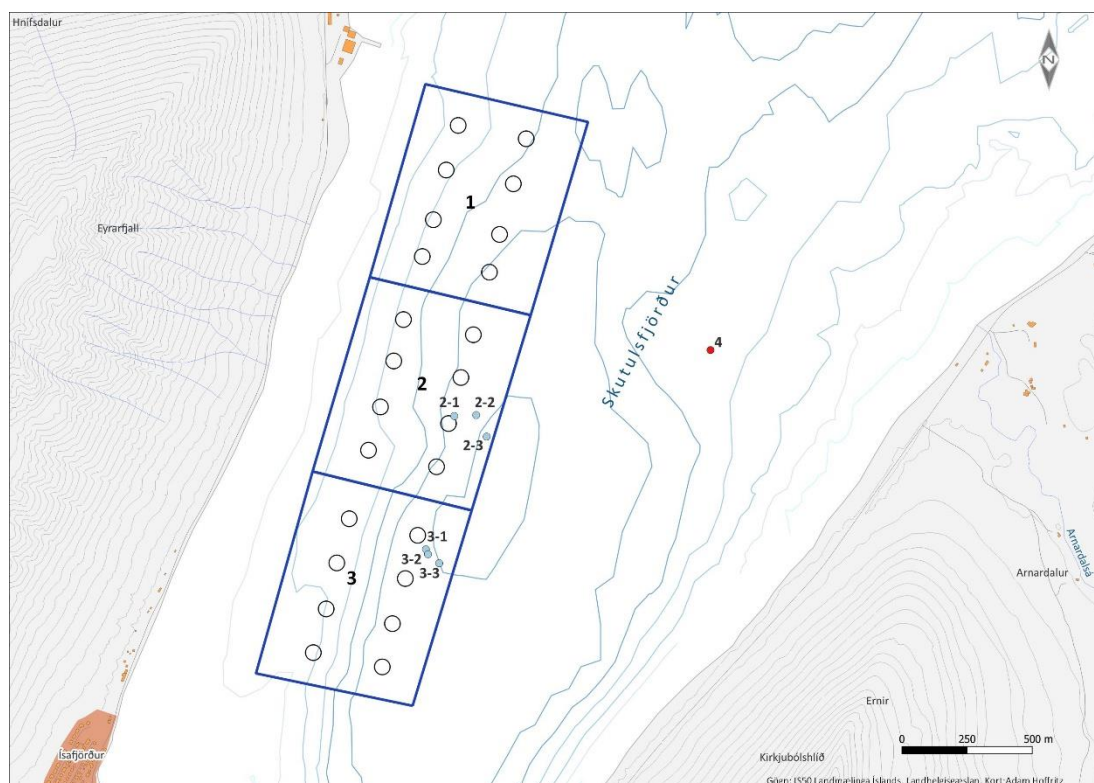 Hnífsdalur
N
Eyrarfjall
1
Skutulsfjörður
4
2
2-1
2-2
2-3
3-1
3-2
3-3
3
Arnardalsá
Arnardalur
Ernir
Ísafjörður
Kirkjubólshlíð
0 250 500 m
Gögn: IS50 Landmælinga Íslands, Landhelgisgæslan. Kort: Adam Hoffritz